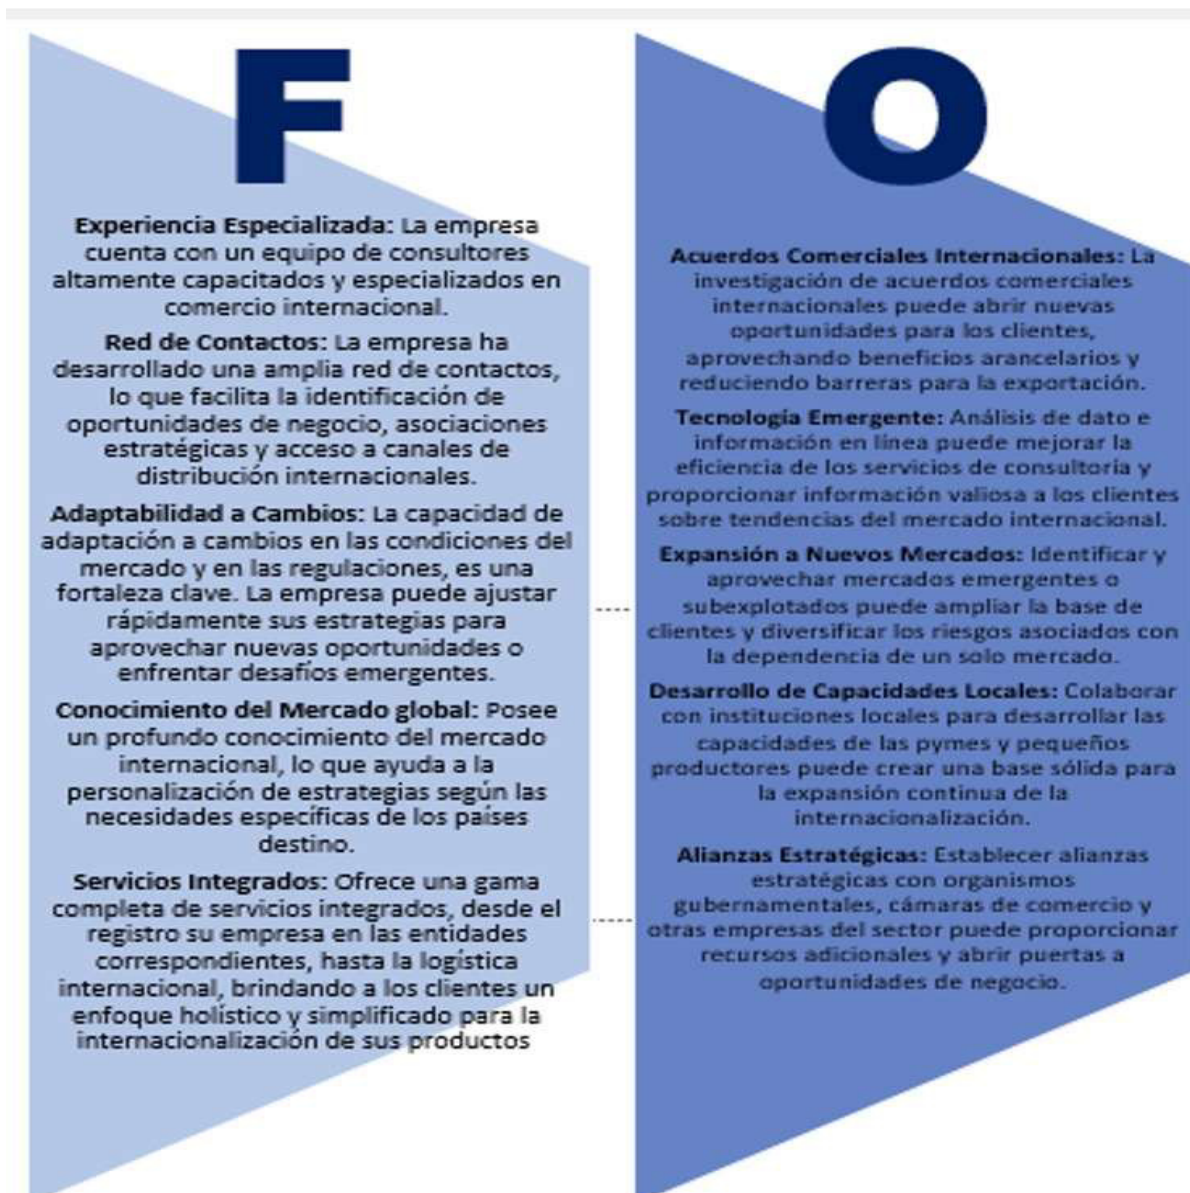 F
Experiencia Especializada: La empresa
cuenta con un equipo de consultores
altamente capacitados y especializados en
comercio internacional.
Red de Contactos: La empresa ha
desarrollado una amplia red de contactos,
lo que facilita la identificación de
oportunidades de negocio, asociaciones
estratégicas y acceso a canales de
distribución internacionales.
Adaptabilidad a Cambios: La capacidad de
adaptación a cambios en las condiciones del
mercado y en las regulaciones, es una
fortaleza clave. La empresa puede ajustar
rápidamente sus estrategias para
aprovechar nuevas oportunidades o
enfrentar desafíos emergentes.
Conocimiento del Mercado global: Posee
un profundo conocimiento del mercado
internacional, lo que ayuda a la
personalización de estrategias según las
necesidades específicas de los países
destino.
Servicios Integrados: Ofrece una gama
completa de servicios integrados, desde el
registro su empresa en las entidades
correspondientes, hasta la logística
internacional, brindando a los clientes un
enfoque holístico y simplificado para la
internacionalización de sus productos
O
Acuerdos Comerciales Internacionales: La
investigación de acuerdos comerciales
internacionales puede abrir nuevas
oportunidades para los clientes,
aprovechando beneficios arancelarios y
reduciendo barreras para la exportación.
Tecnología Emergente: Análisis de dato e
información en línea puede mejorar la
eficiencia de los servicios de consultoría y
proporcionar información valiosa a los clientes
sobre tendencias del mercado internacional.
Expansión a Nuevos Mercados: Identificar y
aprovechar mercados emergentes o
subexplotados puede ampliar la base de
clientes y diversificar los riesgos asociados con
la dependencia de un solo mercado.
Desarrollo de Capacidades Locales: Colaborar
con instituciones locales para desarrollar las
capacidades de las pymes y pequeños
productores puede crear una base sólida para
la expansión continua de la
internacionalización.
Alianzas Estratégicas: Establecer alianzas
estratégicas con organismos
gubernamentales, cámaras de comercio y
otras empresas del sector puede proporcionar
recursos adicionales y abrir puertas a
oportunidades de negocio.